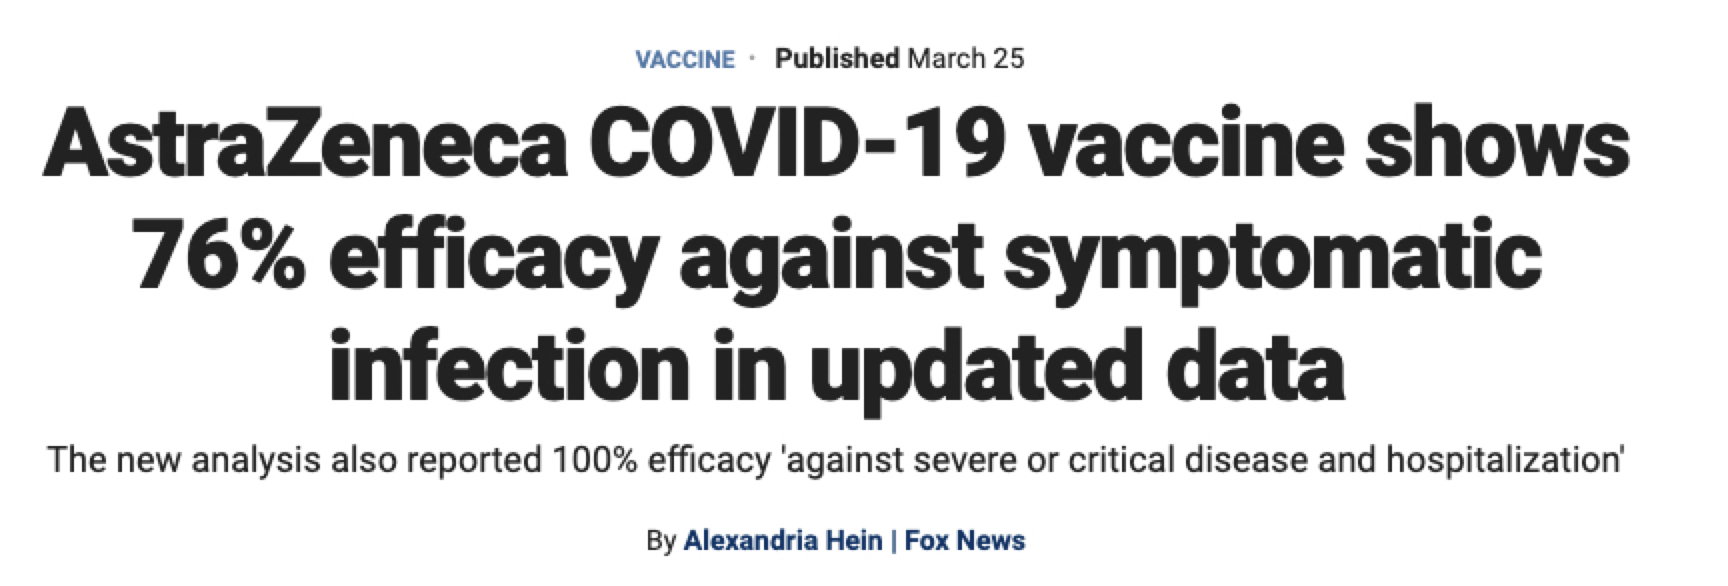 VACCINE · Published March 25
AstraZeneca COVID-19 vaccine shows
76% efficacy against symptomatic
infection in updated data
The new analysis also reported 100% efficacy 'against severe or critical disease and hospitalization'
By Alexandria Hein | Fox News